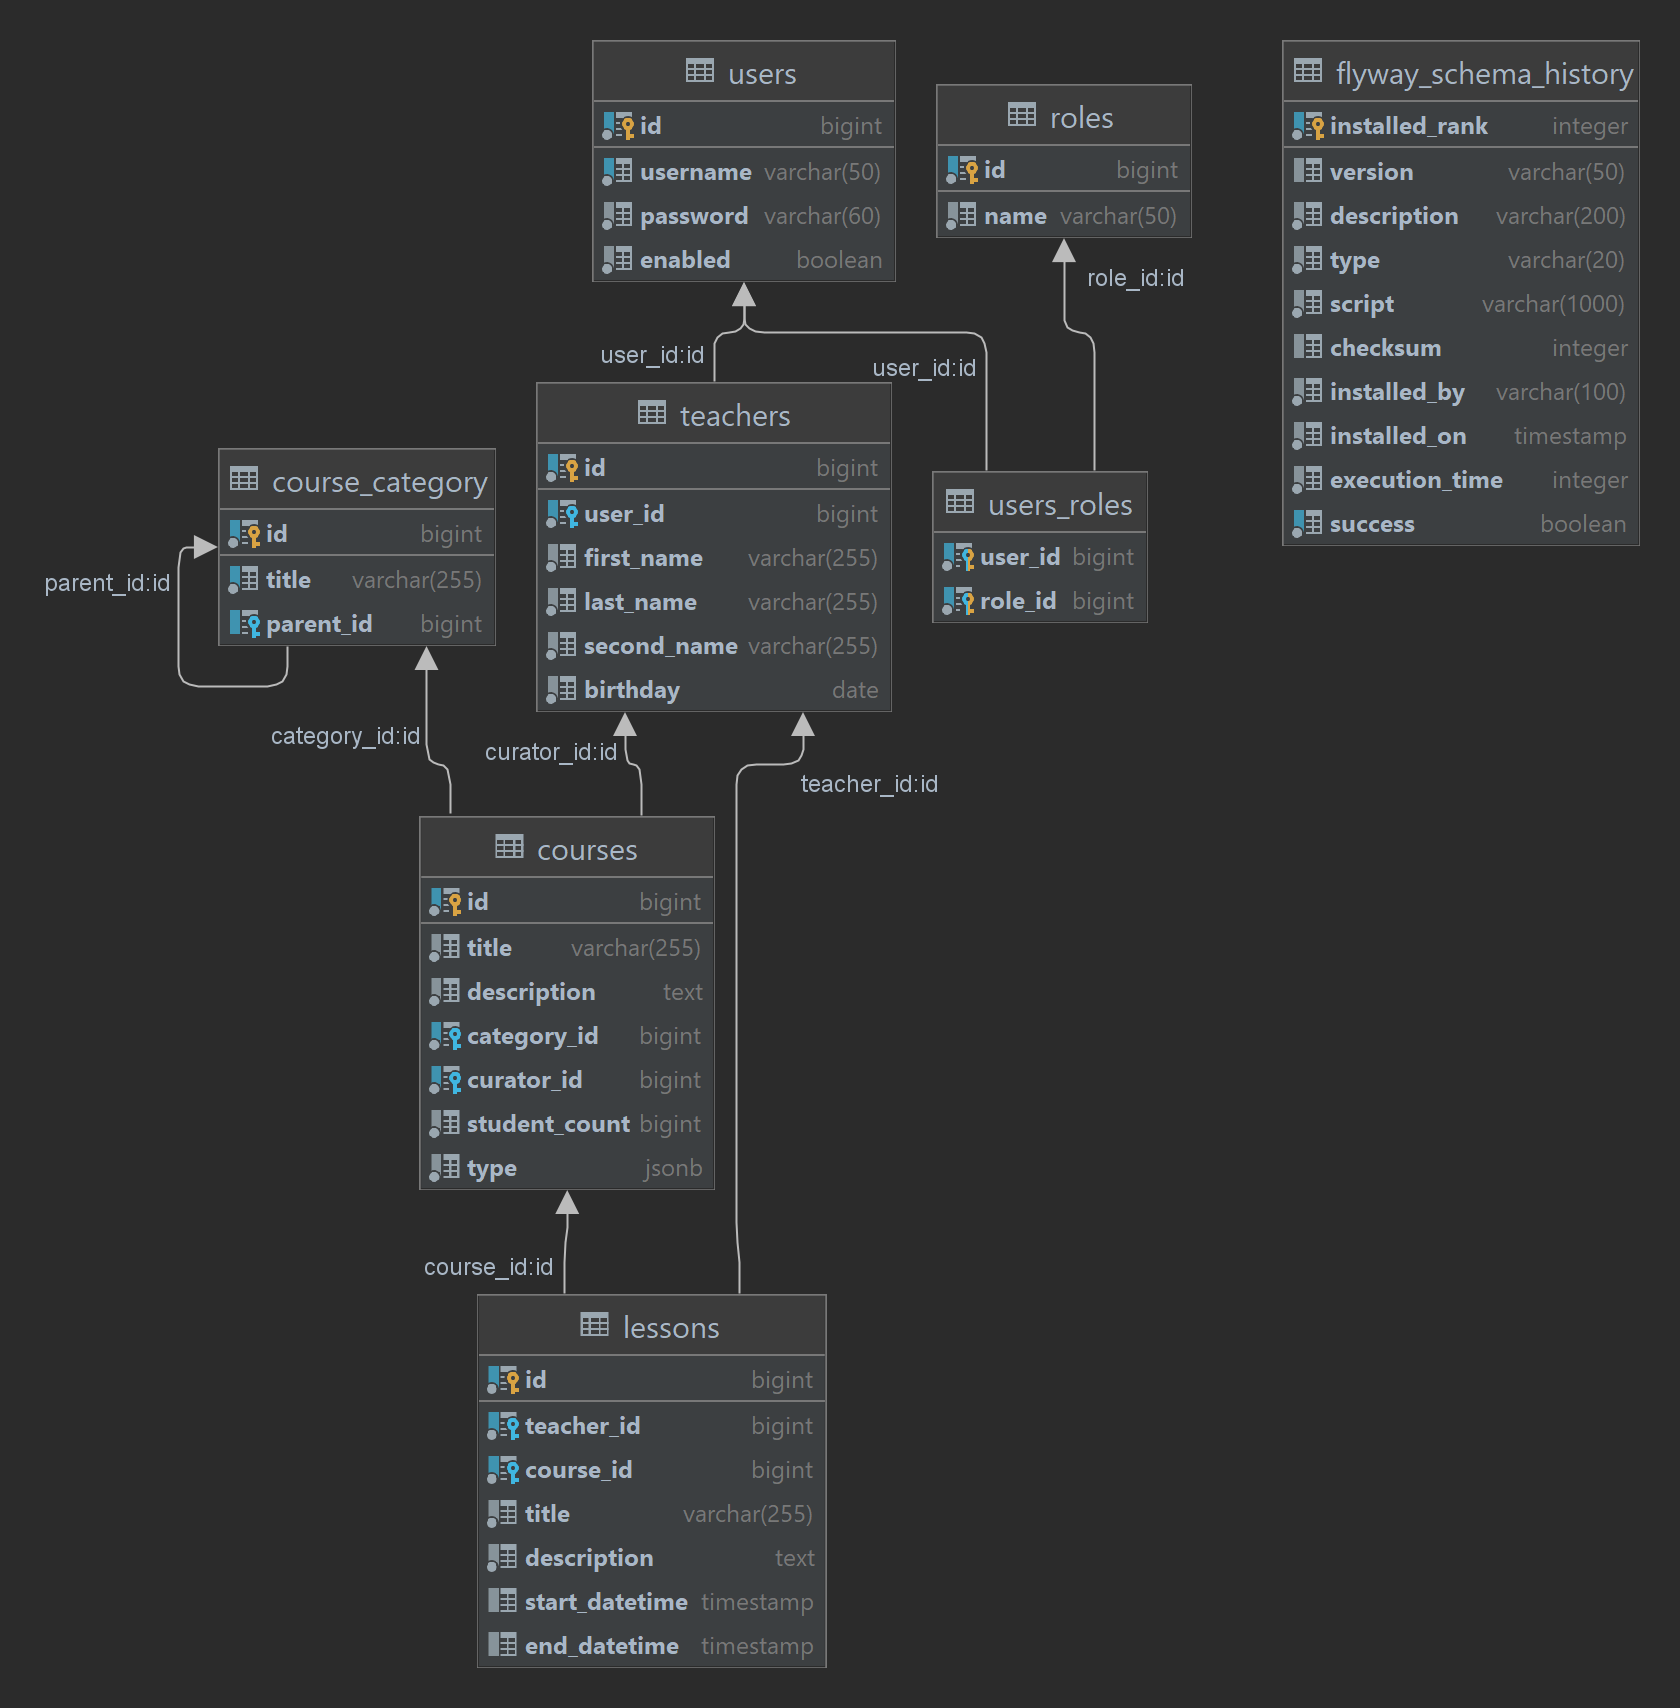 users
id bigint
username varchar(50)
password varchar(60)
enabled boolean
roles
id bigint
name varchar(50)
flyway_schema_history
installed_rank integer
version varchar(50)
description varchar(200)
type varchar(20)
script varchar(1000)
checksum integer
installed_by varchar(100)
installed_on timestamp
execution_time integer
success boolean
role_id:id
user_id:id
user_id:id
teachers
id bigint
user_id bigint
first_name varchar(255)
last_name varchar(255)
second_name varchar(255)
birthday date
users_roles
user_id bigint
role_id bigint
course_category
id bigint
title varchar(255)
parent_id bigint
parent_id:id
category_id:id
curator_id:id
teacher_id:id
courses
id bigint
title varchar(255)
description text
category_id bigint
curator_id bigint
student_count bigint
type jsonb
course_id:id
lessons
id bigint
teacher_id bigint
course_id bigint
title varchar(255)
description text
start_datetime timestamp
end_datetime timestamp